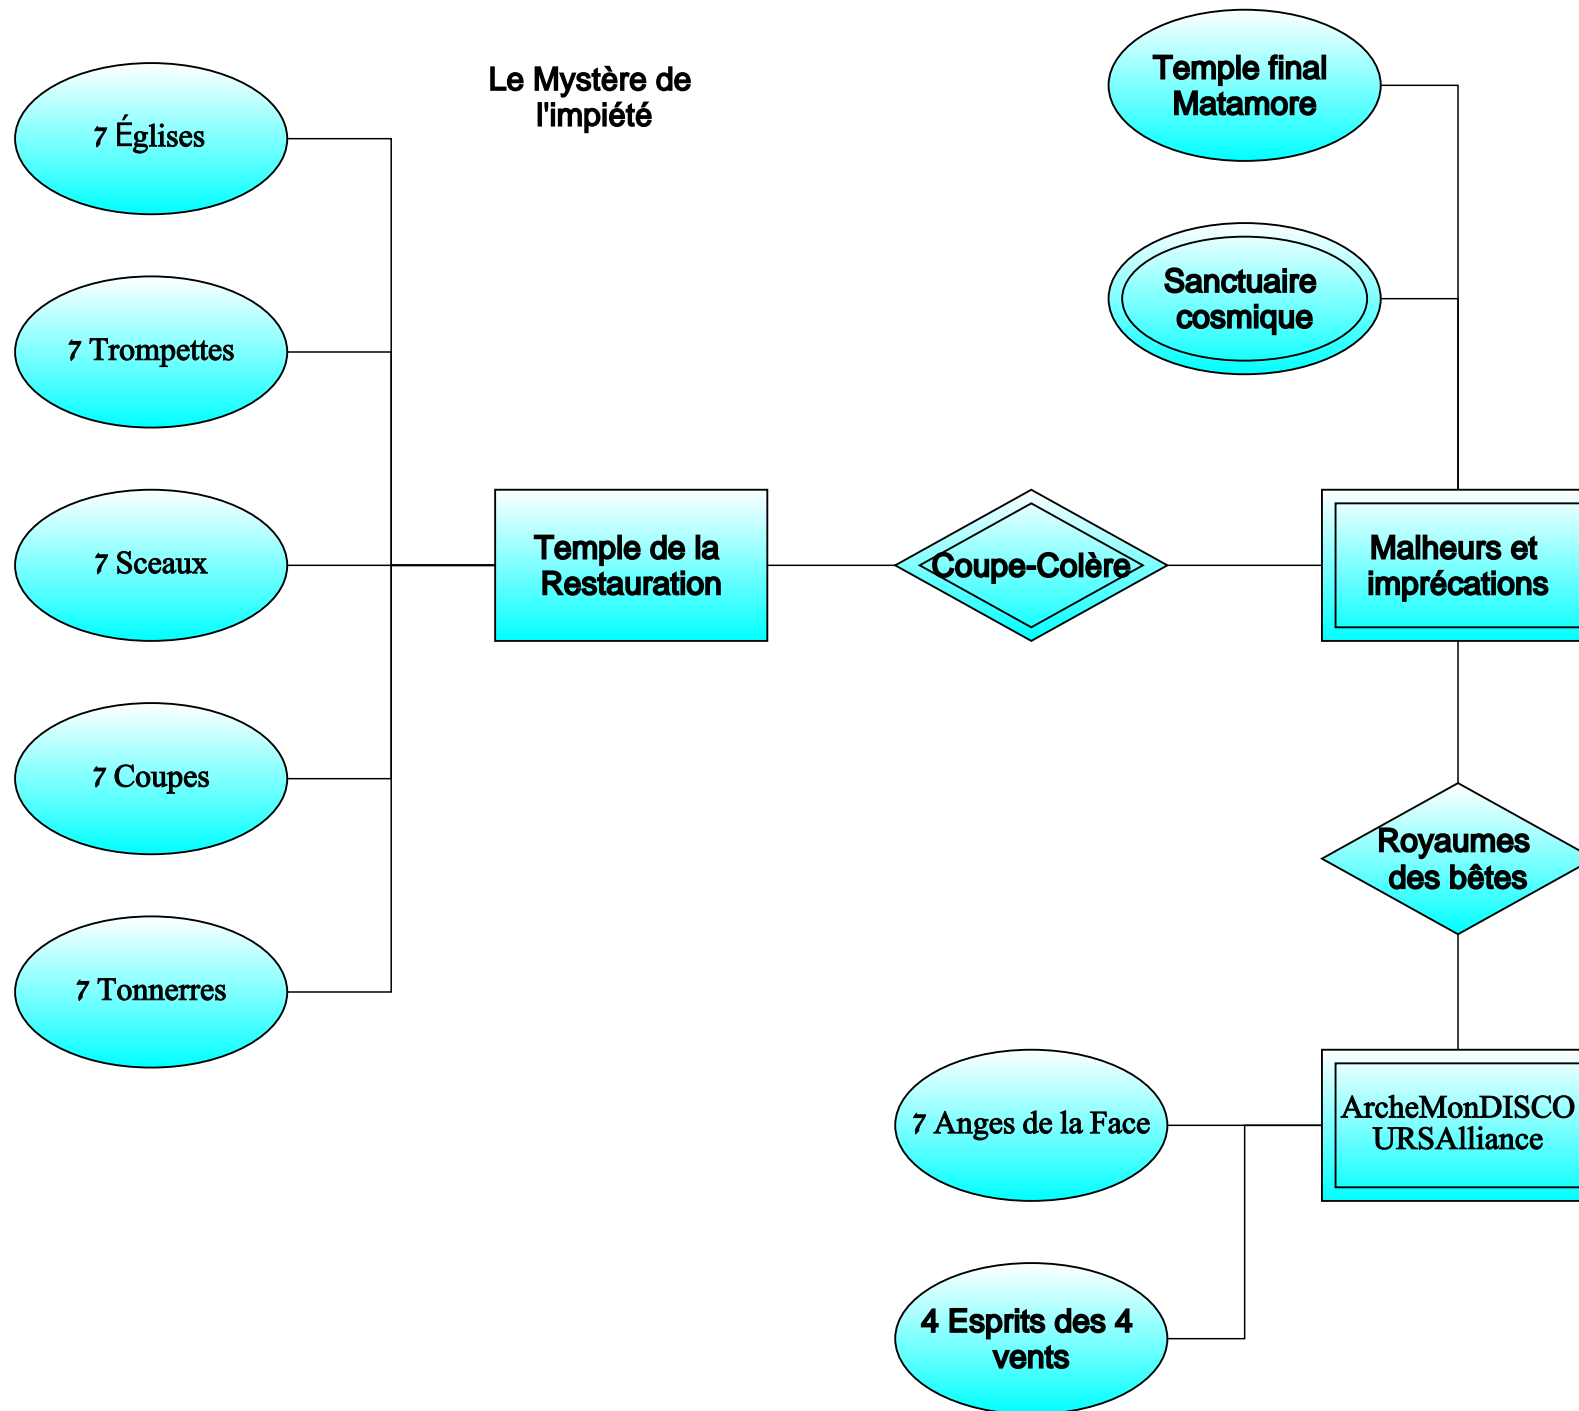 Le Mystère de
l'impiété
7 Églises
7 Trompettes
7 Sceaux
7 Coupes
7 Tonnerres
Temple de la
Restauration
Coupe-Colère
Temple final
Matamore
Sanctuaire
cosmique
Malheurs et
imprécations
Royaumes
des bêtes
ArcheMonDISCO
URSAlliance
7 Anges de la Face
4 Esprits des 4
vents